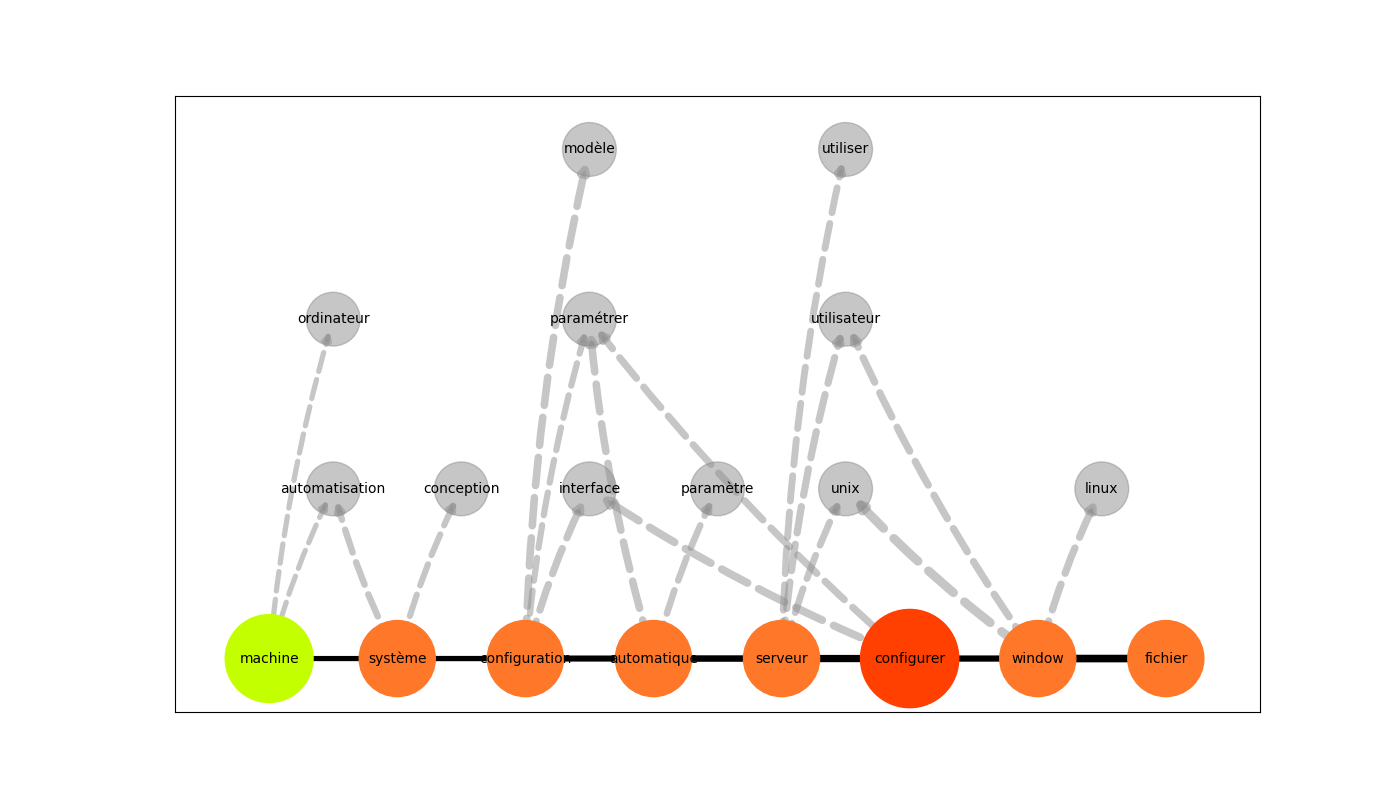 modèle
utiliser
ordinateur
paramétrer
utilisateur
automatisation
conception
interface
paramètre
unix
linux
machine
système
configuration
automatique
serveur
configurer
window
fichier